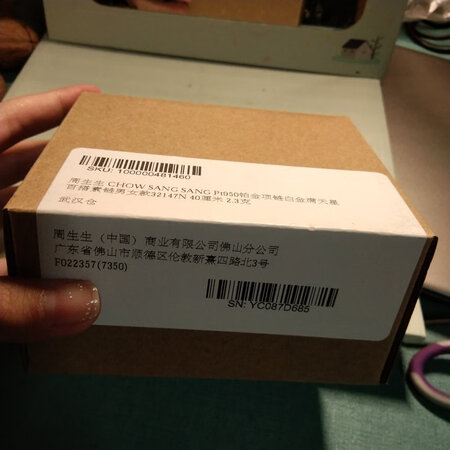 SKU: 100000481460
周生生 CHOW SANG SANG Pt950铂金项链白金满天星
百搭素链男女款32147N 40厘米 2.3克
武汉仓
周生生（中国）商业有限公司佛山分公司
广东省佛山市顺德区伦教新熹四路北3号
F022357(7350)
SN: YC087D685